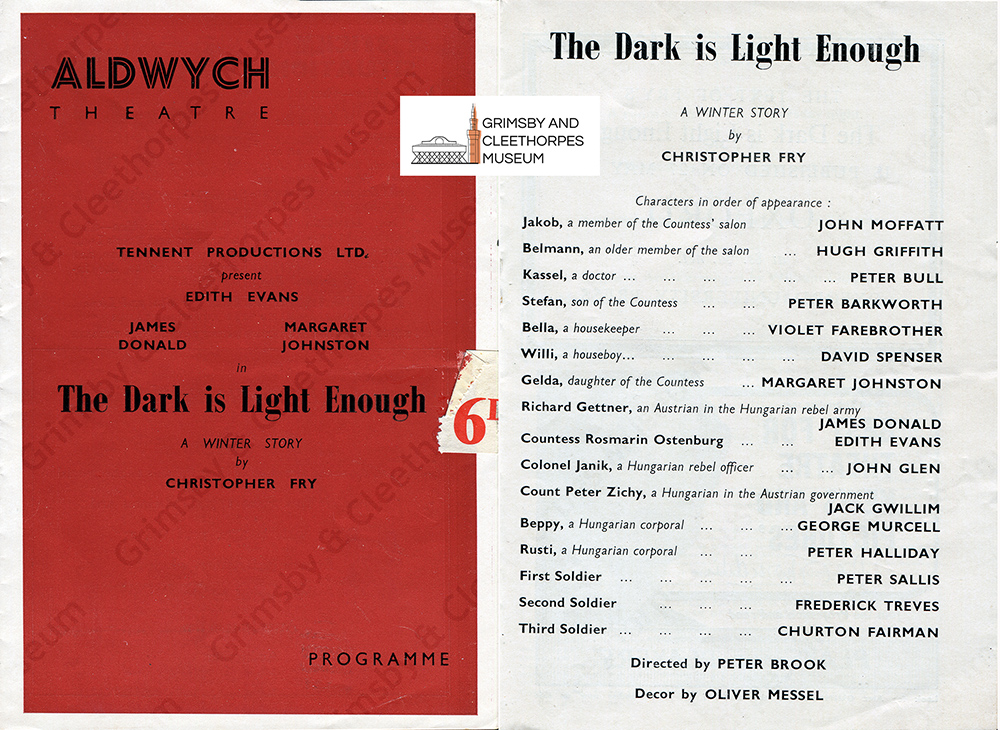 ALDWYCH
THEATRE
TENNENT PRODUCTIONS LTD.
present
EDITH EVANS
JAMES DONALD
MARGARET JOHNSTON
in
The Dark is Light Enough
A WINTER STORY
by
CHRISTOPHER FRY
PROGRAMME
6D
GRIMSBY AND
CLEETHORPES
MUSEUM
The Dark is Light Enough
A WINTER STORY
by
CHRISTOPHER FRY
Characters in order of appearance :
Jakob, a member of the Countess' salon JOHN MOFFATT
Belmann, an older member of the salon ... HUGH GRIFFITH
Kassel, a doctor ... ... ... ... ... PETER BULL
Stefan, son of the Countess ... ... PETER BARKWORTH
Bella, a housekeeper ... ... ... VIOLET FAREBROTHER
Willi, a houseboy... ... ... ... ... DAVID SPENSER
Gelda, daughter of the Countess ... MARGARET JOHNSTON
Richard Gettner, an Austrian in the Hungarian rebel army
JAMES DONALD
Countess Rosmarin Ostenburg ... ... EDITH EVANS
Colonel Janik, a Hungarian rebel officer ... ... JOHN GLEN
Count Peter Zichy, a Hungarian in the Austrian government
JACK GWILLIM
Beppy, a Hungarian corporal ... ... ... GEORGE MURCELL
Rusti, a Hungarian corporal ... ... PETER HALLIDAY
First Soldier ... ... ... ... PETER SALLIS
Second Soldier ... ... ... FREDERICK TREVES
Third Soldier ... ... ... ... CHURTON FAIRMAN
Directed by PETER BROOK
Decor by OLIVER MESSEL
Grimsby & Cleethorpes Museum